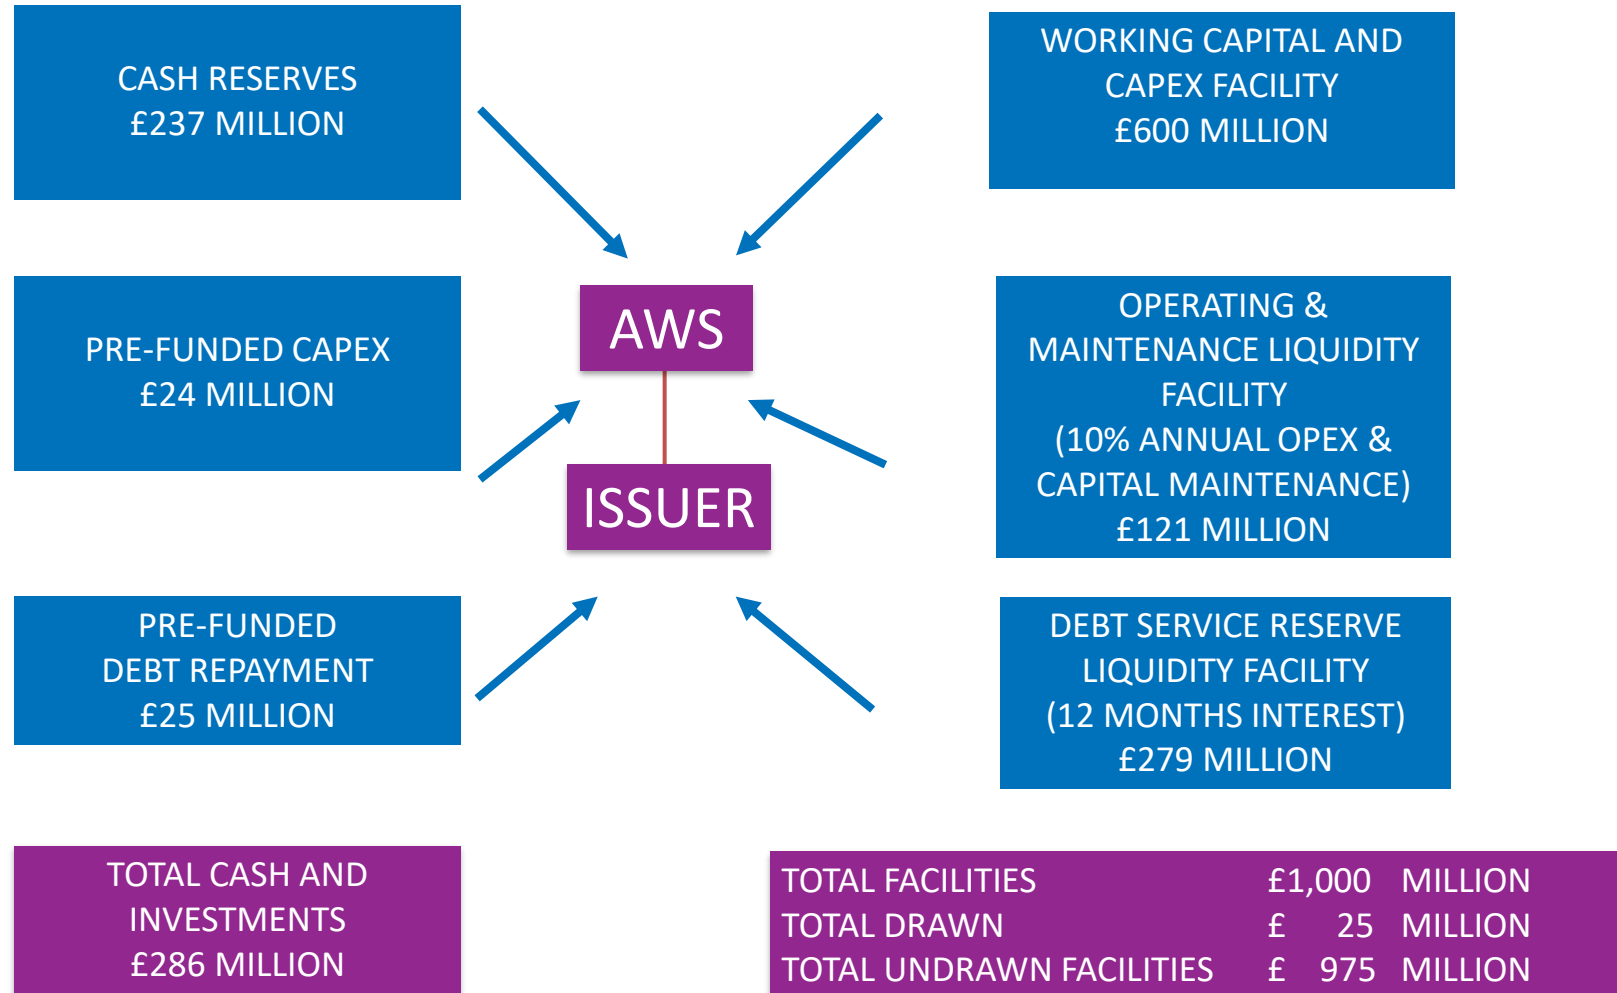 CASH RESERVES
£237 MILLION
WORKING CAPITAL AND
CAPEX FACILITY
£600 MILLION
PRE-FUNDED CAPEX
£24 MILLION
AWS
ISSUER
OPERATING &
MAINTENANCE LIQUIDITY
FACILITY
(10% ANNUAL OPEX &
CAPITAL MAINTENANCE)
£121 MILLION
PRE-FUNDED
DEBT REPAYMENT
£25 MILLION
DEBT SERVICE RESERVE
LIQUIDITY FACILITY
(12 MONTHS INTEREST)
£279 MILLION
TOTAL CASH AND
INVESTMENTS
£286 MILLION
TOTAL FACILITIES £1,000 MILLION
TOTAL DRAWN £ 25 MILLION
TOTAL UNDRAWN FACILITIES £ 975 MILLION